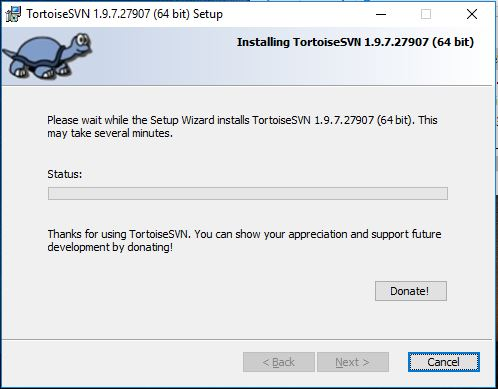 TortoiseSVN 1.9.7.27907 (64 bit) Setup
Installing TortoiseSVN 1.9.7.27907 (64 bit)
Please wait while the Setup Wizard installs TortoiseSVN 1.9.7.27907 (64 bit). This
may take several minutes.
Status:
Thanks for using TortoiseSVN. You can show your appreciation and support future
development by donating!
Donate!
< Back
Next >
Cancel